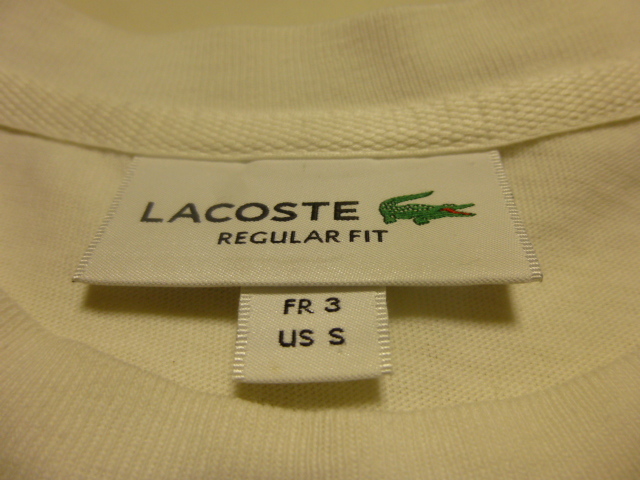 LACOSTE
REGULAR FIT
FR 3
US S